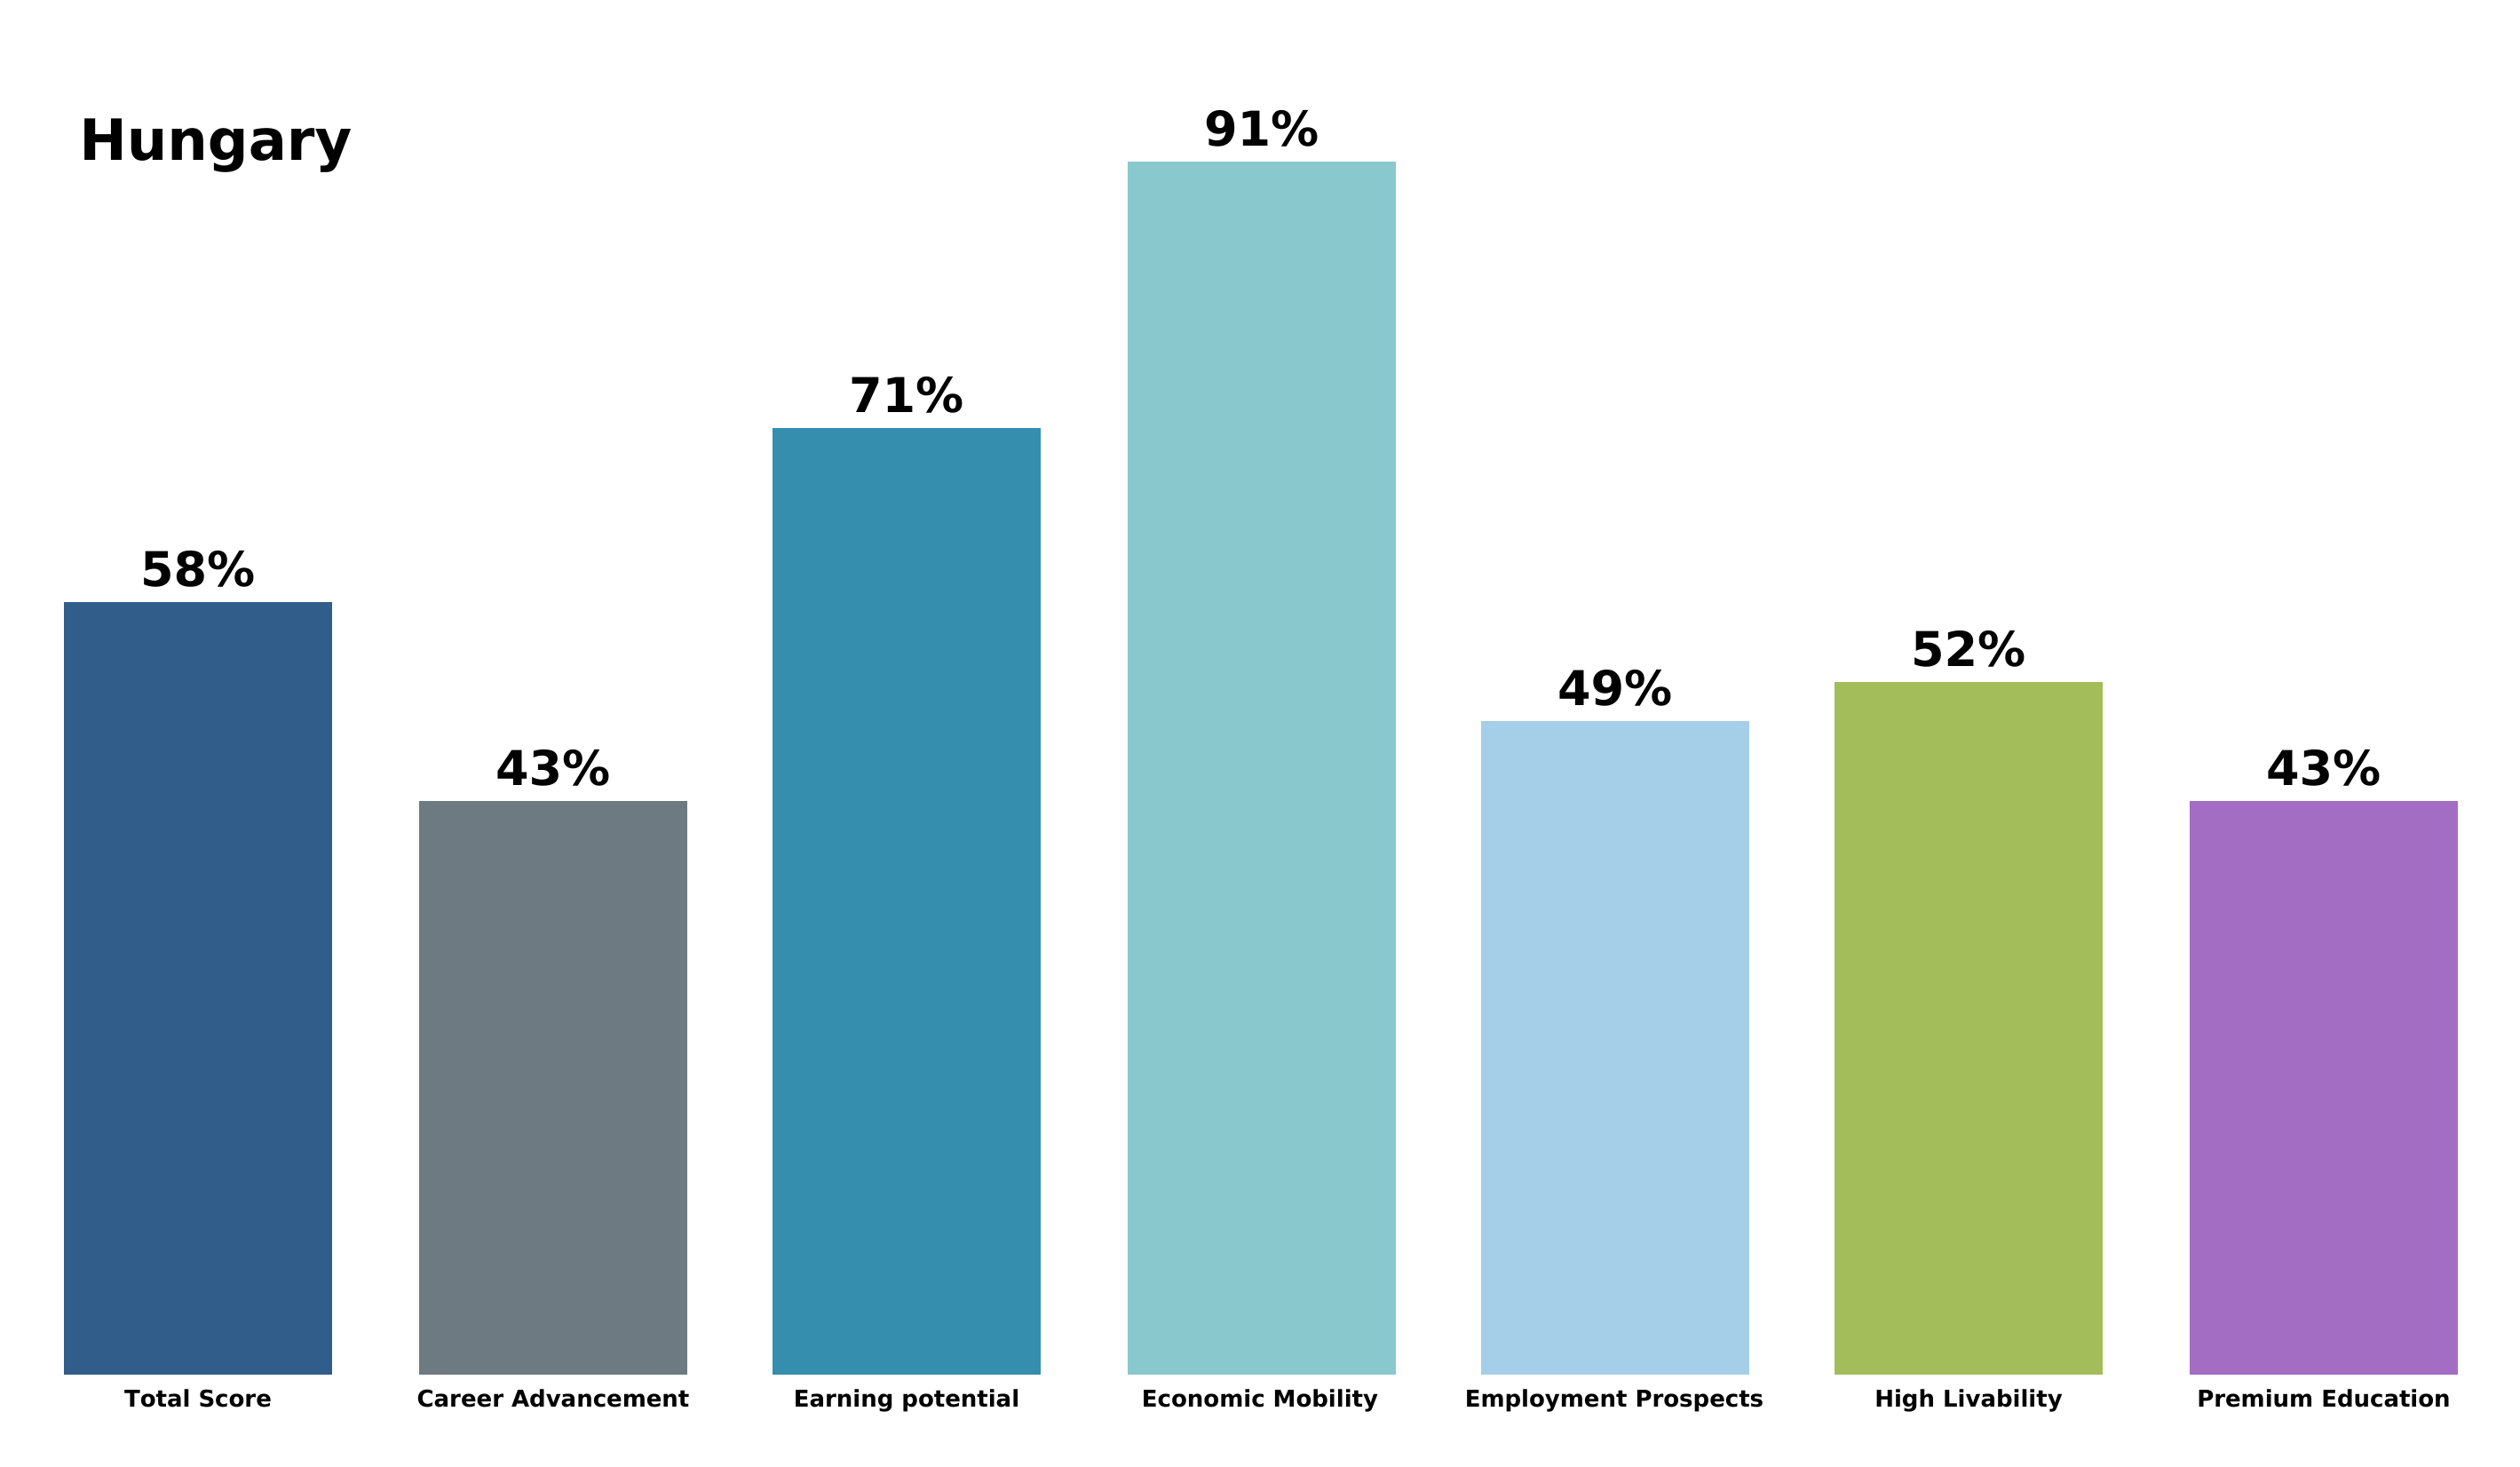 Hungary
58%
43%
71%
91%
49%
52%
43%
Total Score
Career Advancement
Earning potential
Economic Mobility
Employment Prospects
High Livability
Premium Education